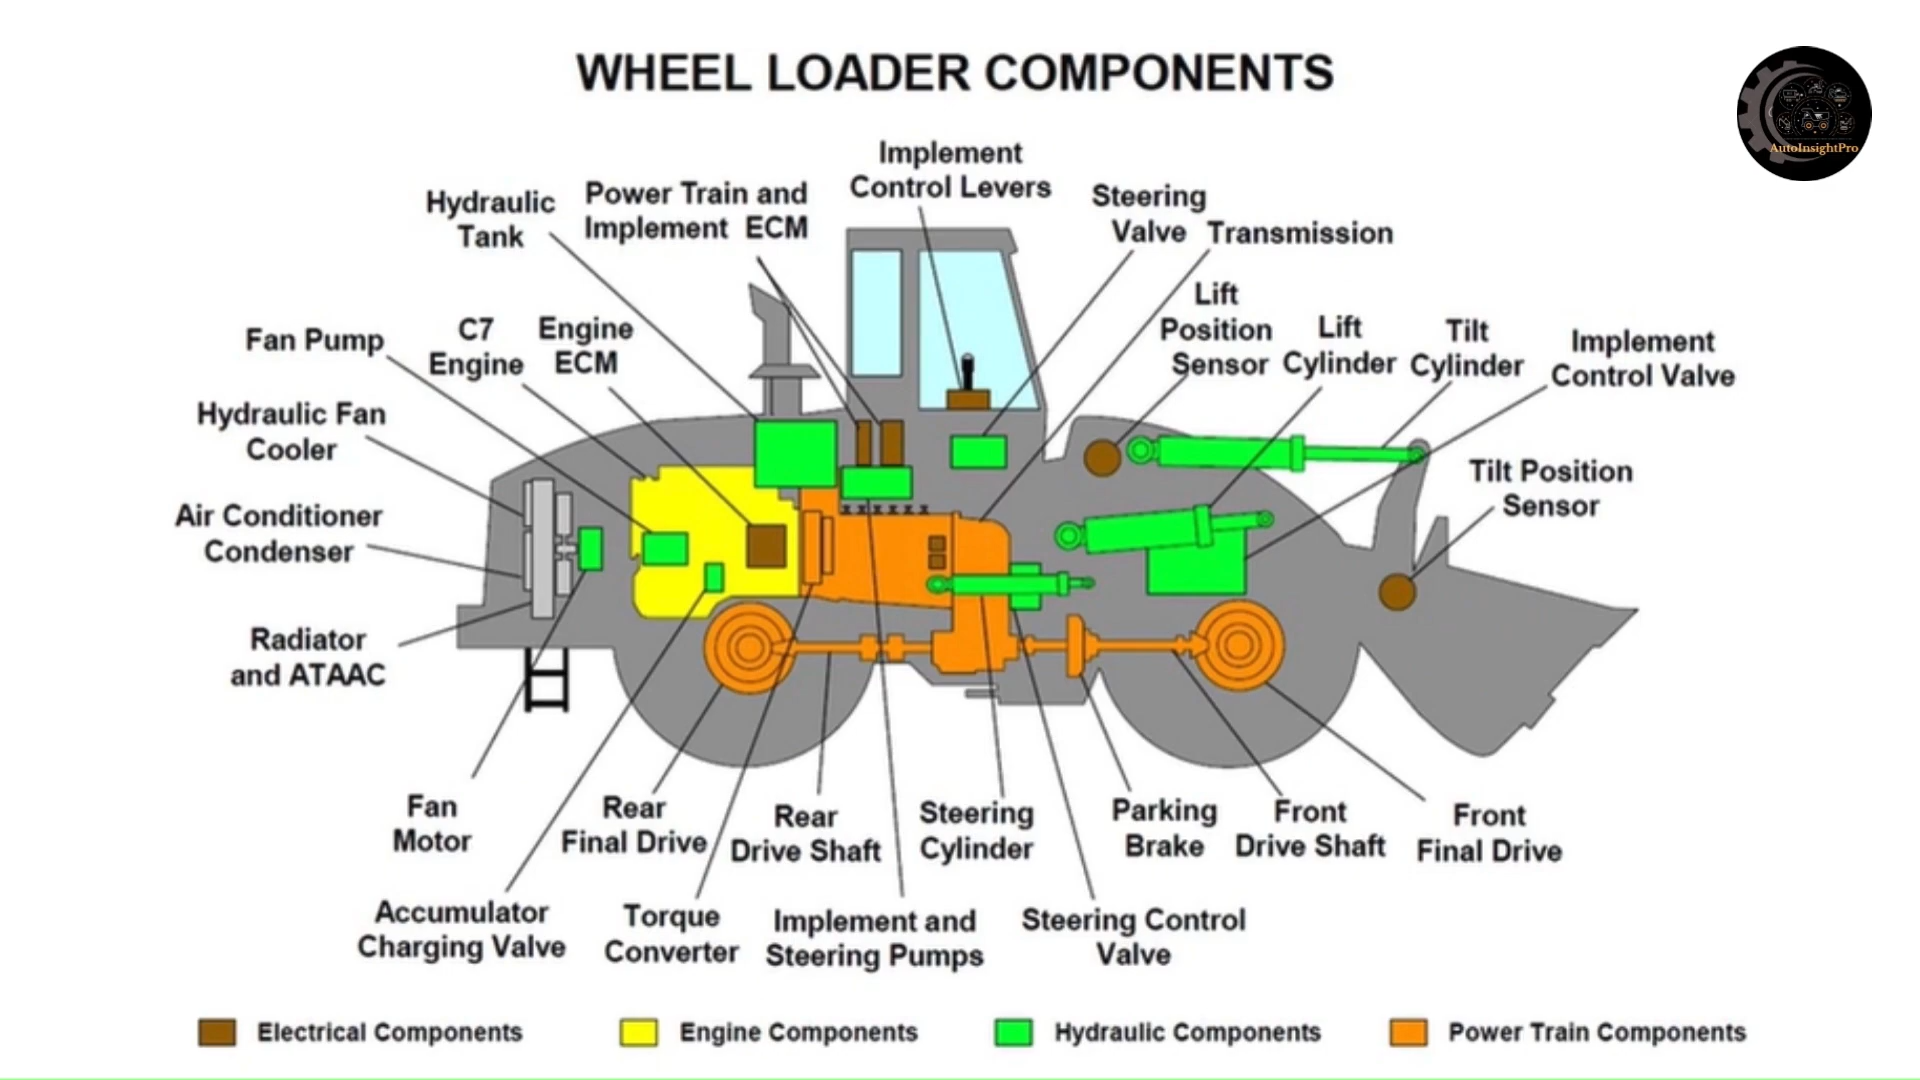 WHEEL LOADER COMPONENTS
AutoInsightPro
Implement
Control Levers
Hydraulic
Tank
Power Train and
Implement ECM
Steering
Valve
Transmission
Lift
Position
Sensor
Fan Pump
C7
Engine
Engine
ECM
Lift
Cylinder
Tilt
Cylinder
Implement
Control Valve
Hydraulic Fan
Cooler
Tilt Position
Sensor
Air Conditioner
Condenser
Radiator
and ATAAC
Fan
Motor
Rear
Final Drive
Rear
Drive Shaft
Steering
Cylinder
Parking
Brake
Front
Drive Shaft
Front
Final Drive
Accumulator
Charging Valve
Torque
Converter
Implement and
Steering Pumps
Steering Control
Valve
Electrical Components
Engine Components
Hydraulic Components
Power Train Components